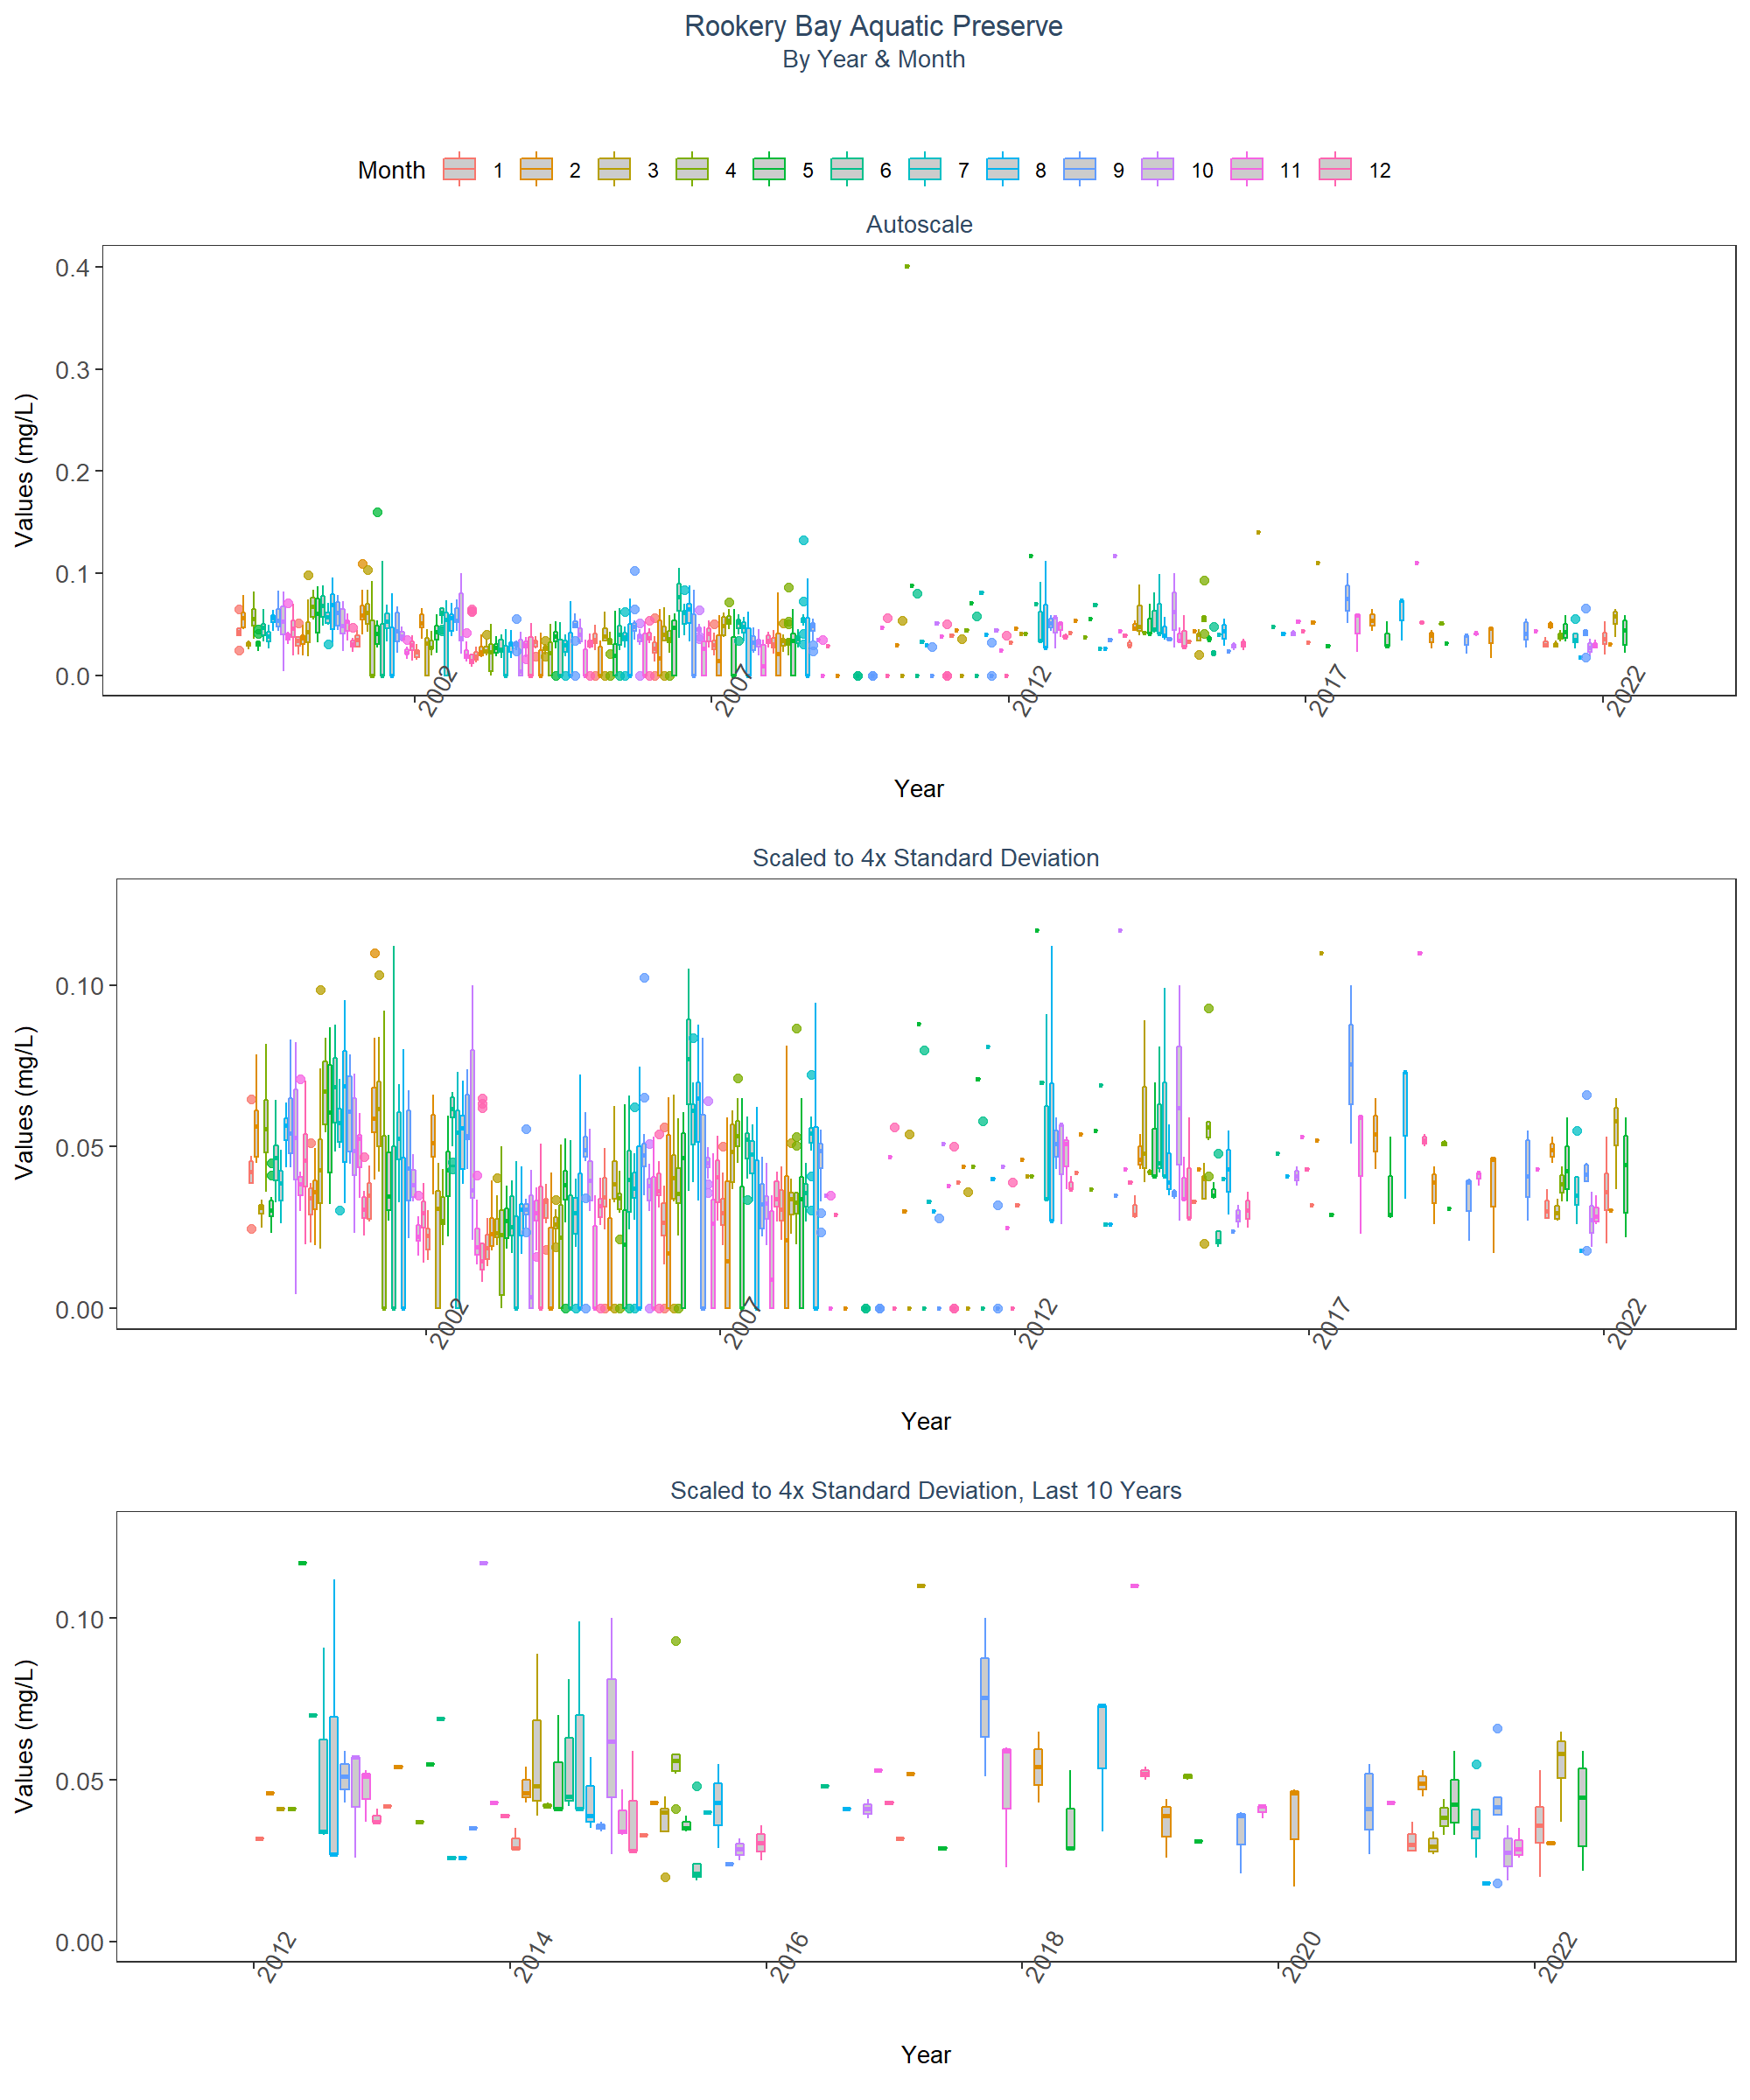 Rookery Bay Aquatic Preserve
By Year & Month
Month 1 2 3 4 5 6 7 8 9 10 11 12
Autoscale
Values (mg/L)
0.4
0.3
0.2
0.1
0.0
2002 2007 2012 2017 2022
Year
Scaled to 4x Standard Deviation
Values (mg/L)
0.10
0.05
0.00
2002 2007 2012 2017 2022
Year
Scaled to 4x Standard Deviation, Last 10 Years
Values (mg/L)
0.10
0.05
0.00
2012 2014 2016 2018 2020 2022
Year